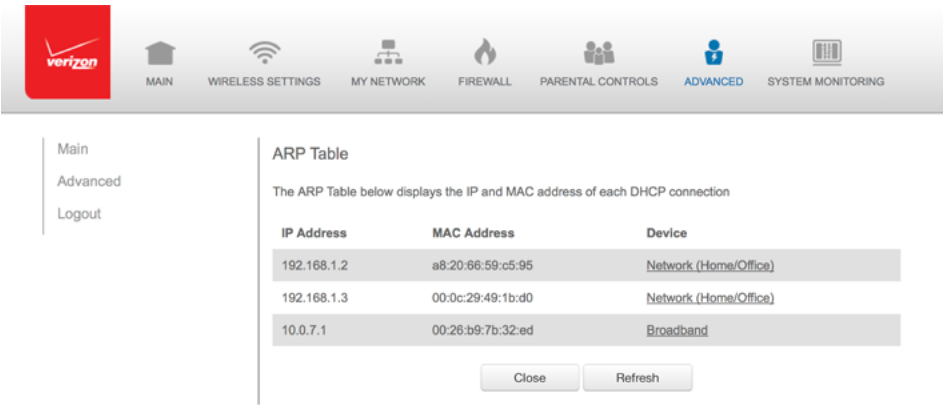 verizon
MAIN
WIRELESS SETTINGS
MY NETWORK
FIREWALL
PARENTAL CONTROLS
ADVANCED
SYSTEM MONITORING
Main
Advanced
Logout
ARP Table
The ARP Table below displays the IP and MAC address of each DHCP connection
IP Address MAC Address Device
192.168.1.2 a8:20:66:59:c5:95 Network (Home/Office)
192.168.1.3 00:0c:29:49:1b:d0 Network (Home/Office)
10.0.7.1 00:26:b9:7b:32:ed Broadband
Close Refresh